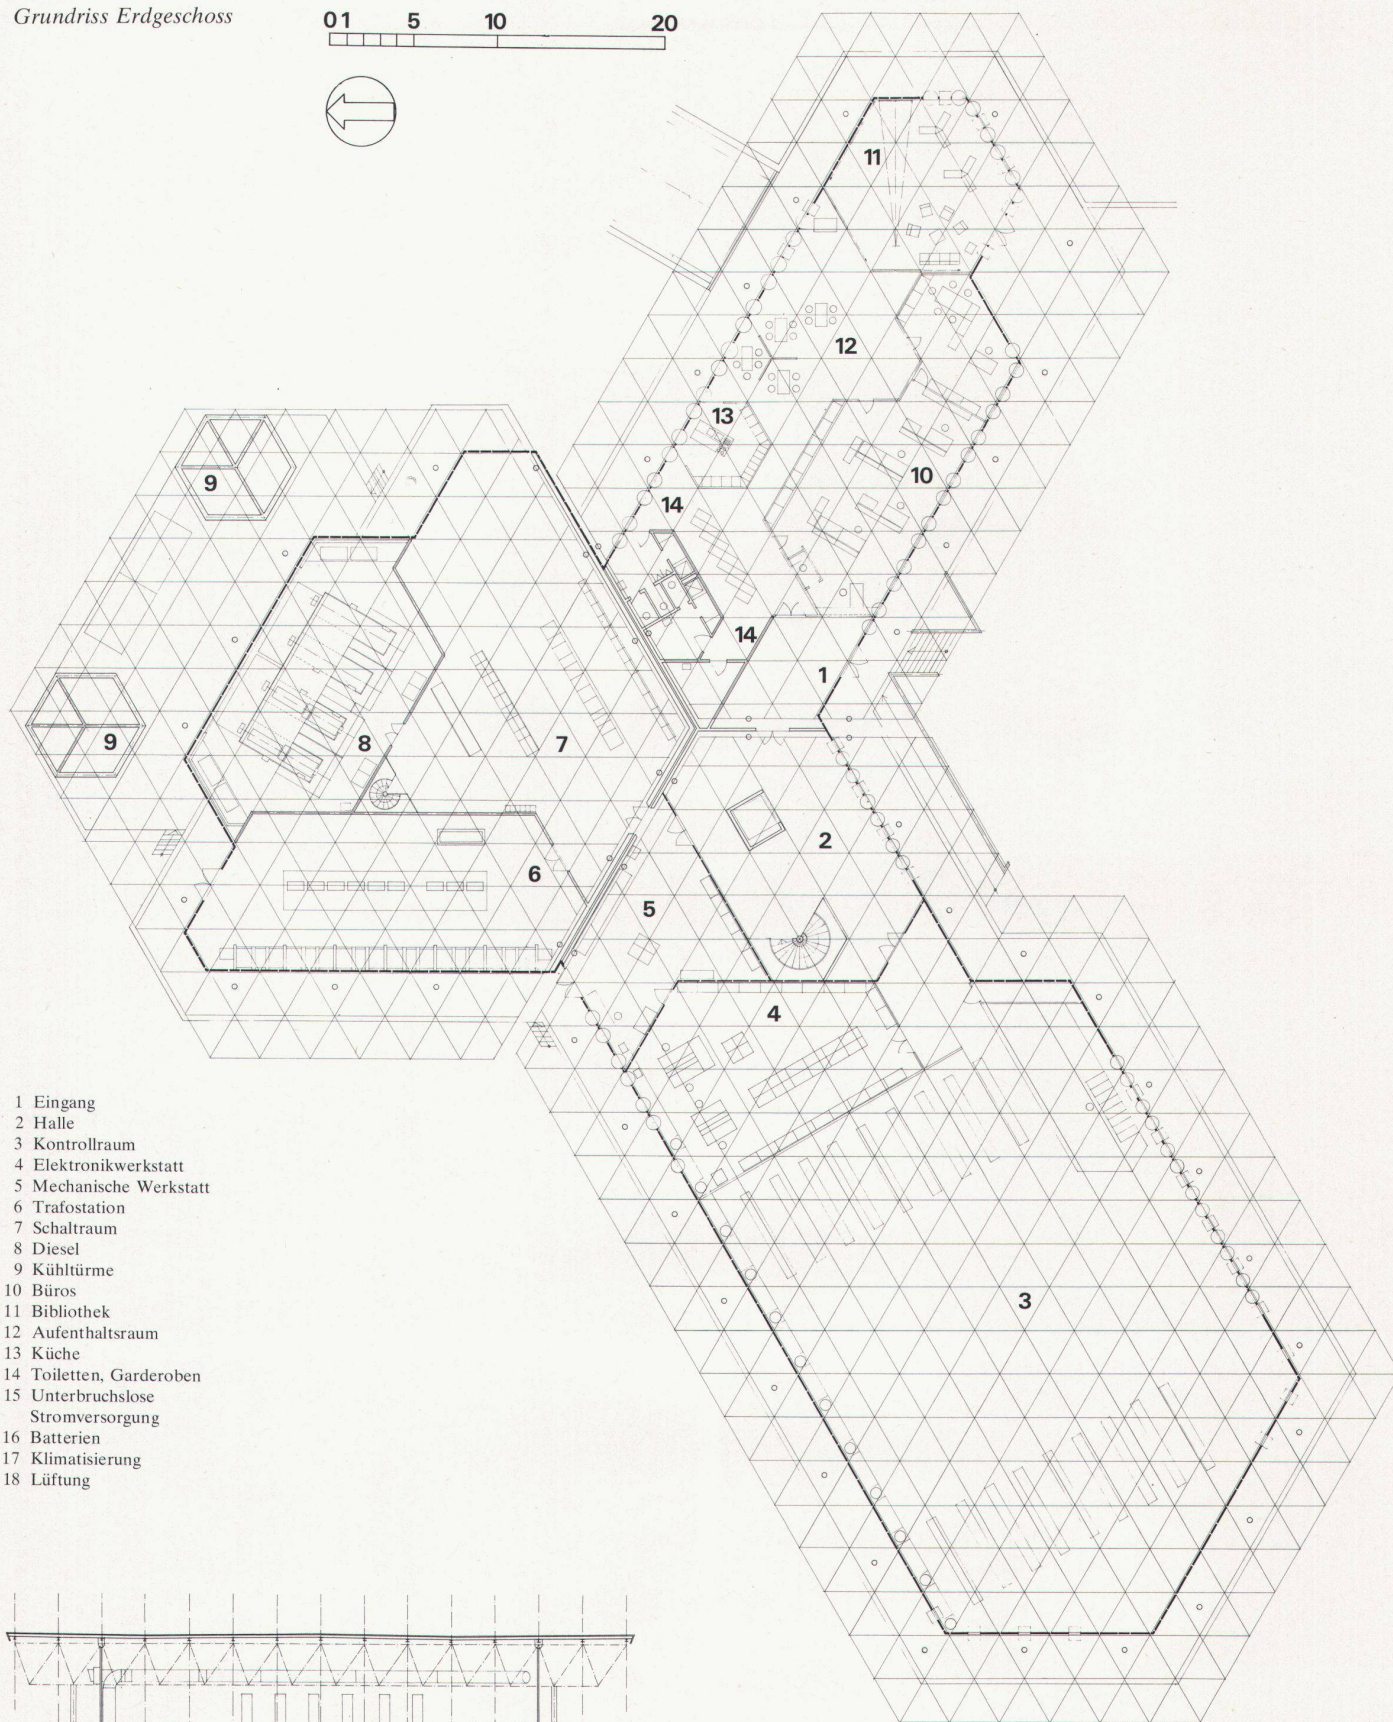 Grundriss Erdgeschoss
0 1 5 10 20
11
12
13
9
10
14
14
1
9
8
7
2
6
5
4
3
1 Eingang
2 Halle
3 Kontrollraum
4 Elektronikwerkstatt
5 Mechanische Werkstatt
6 Trafostation
7 Schaltraum
8 Diesel
9 Kühltürme
10 Büros
11 Bibliothek
12 Aufenthaltsraum
13 Küche
14 Toiletten, Garderoben
15 Unterbruchslose
Stromversorgung
16 Batterien
17 Klimatisierung
18 Lüftung